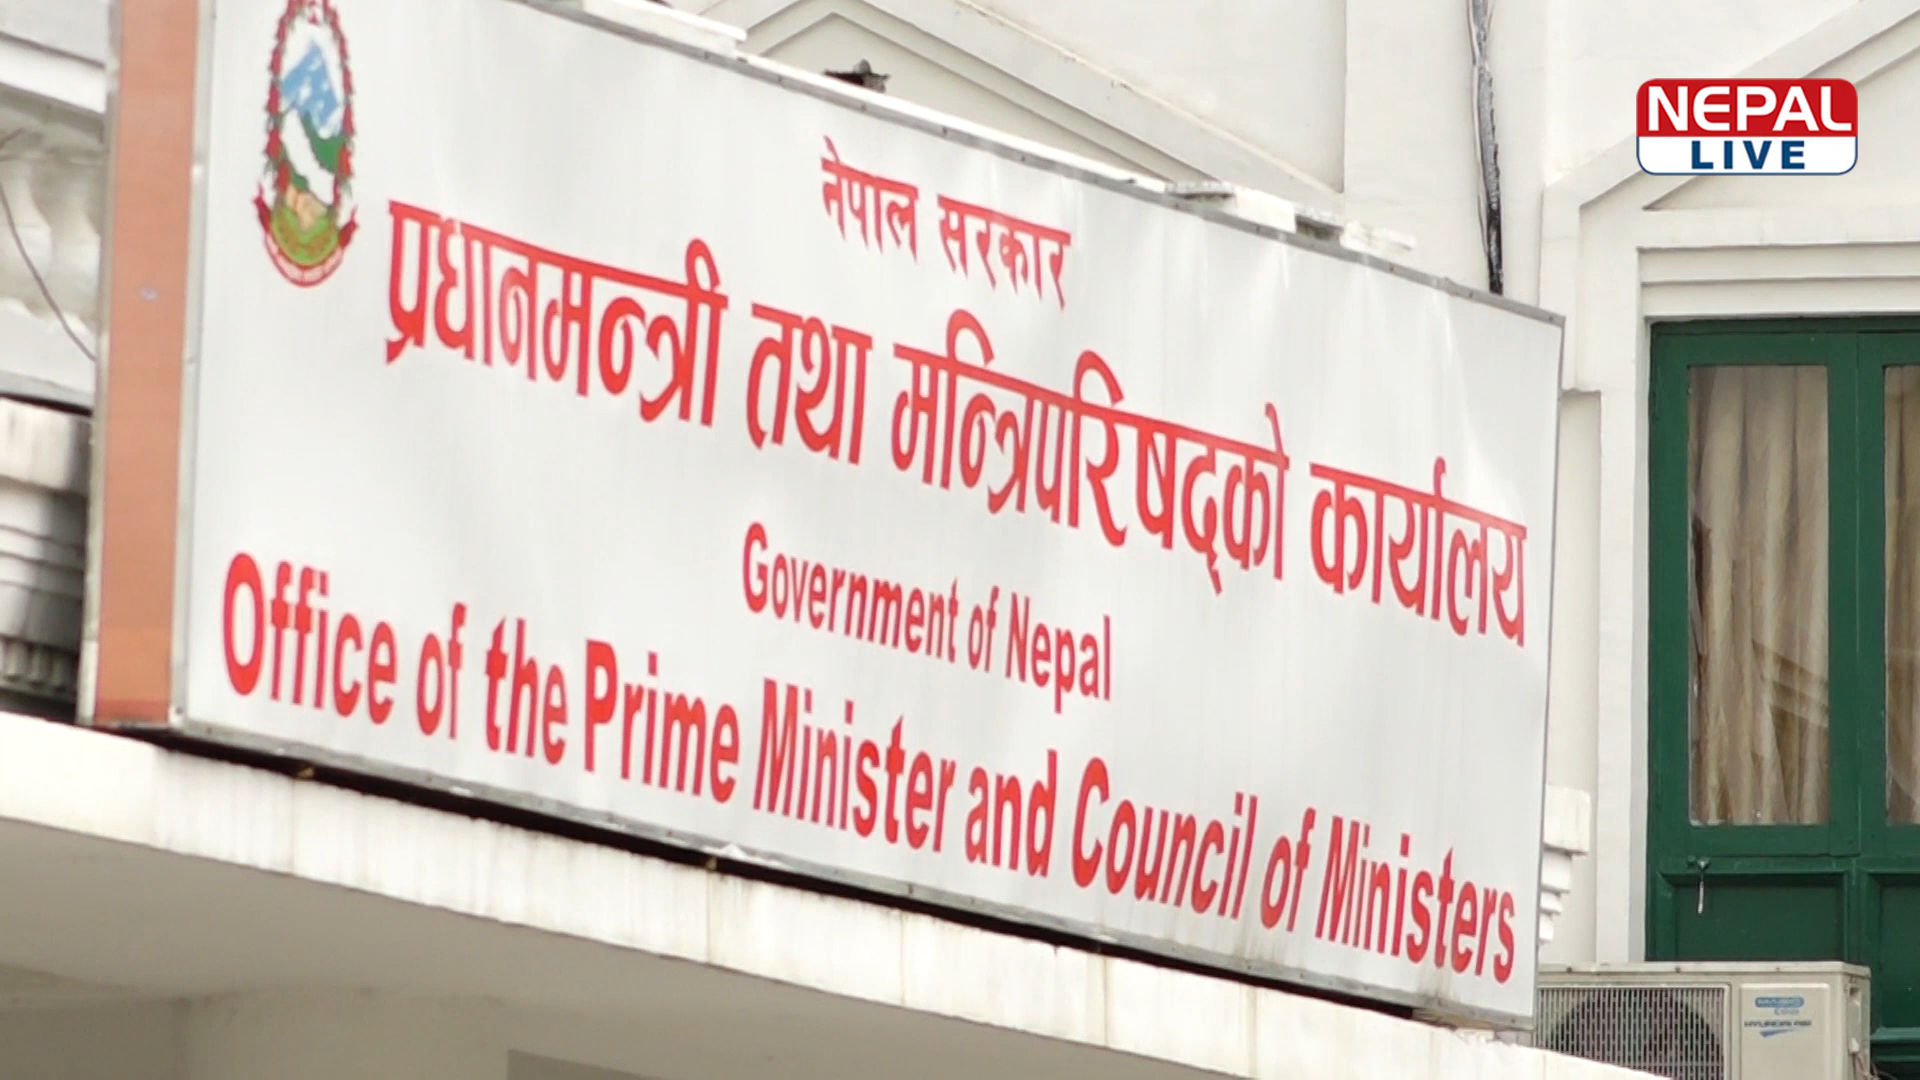 NEPAL
LIVE
नेपाल सरकार
प्रधानमन्त्री तथा मन्त्रिपरिषद्को कार्यालय
Government of Nepal
Office of the Prime Minister and Council of Ministers